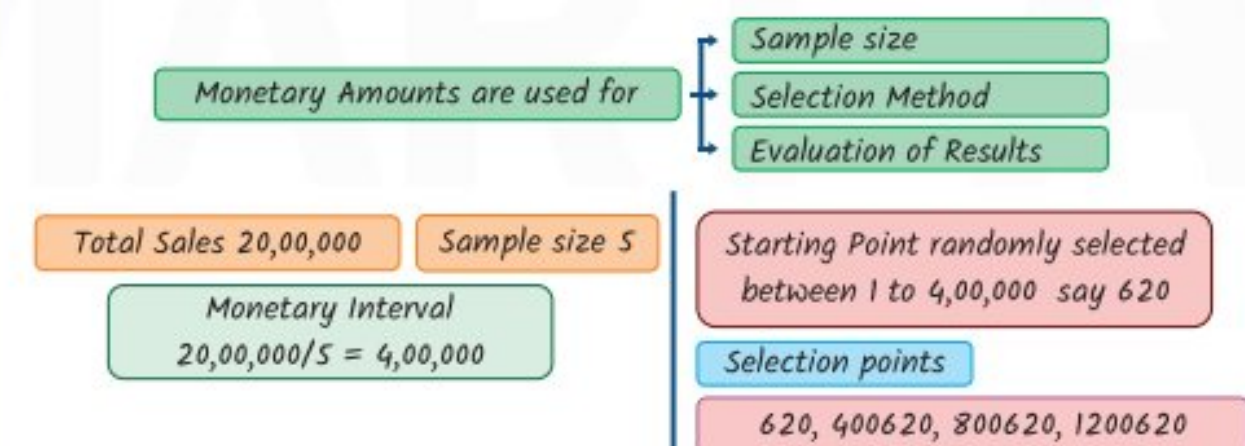 Monetary Amounts are used for
Sample size
Selection Method
Evaluation of Results
Total Sales 20,00,000
Sample size 5
Monetary Interval
20,00,000/5 = 4,00,000
Starting Point randomly selected
between 1 to 4,00,000 say 620
Selection points
620, 400620, 800620, 1200620